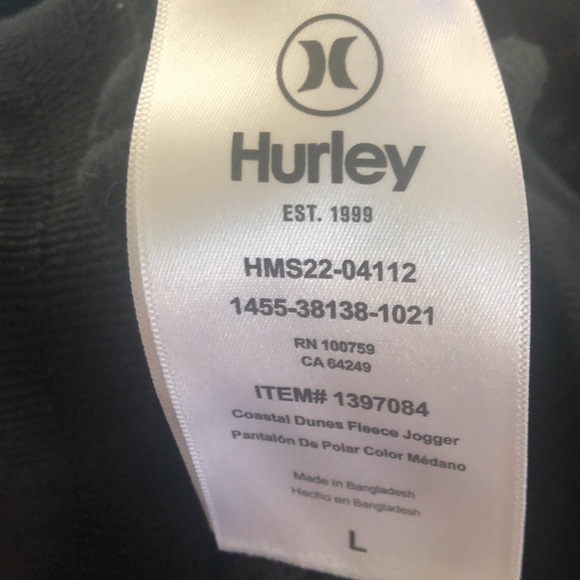 Hurley
EST. 1999
HMS22-04112
1455-38138-1021
RN 100759
CA 64249
ITEM# 1397084
Coastal Dunes Fleece Jogger
Pantalón De Polar Color Médano
Made in Bangladesh
Hecho en Bangladesh
L